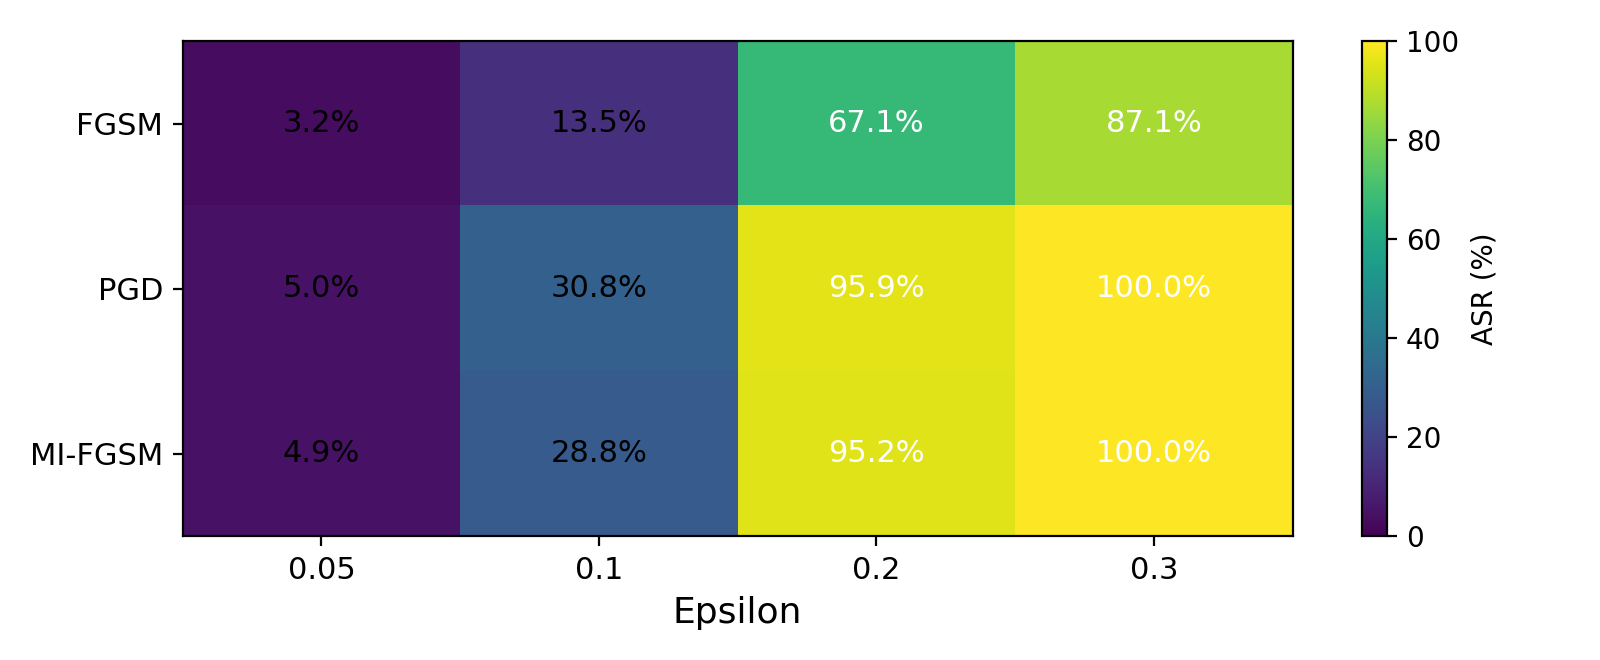 FGSM 3.2% 13.5% 67.1% 87.1%
PGD 5.0% 30.8% 95.9% 100.0%
MI-FGSM 4.9% 28.8% 95.2% 100.0%
0.05 0.1 0.2 0.3
Epsilon
100
80
60
40
20
0
ASR (%)